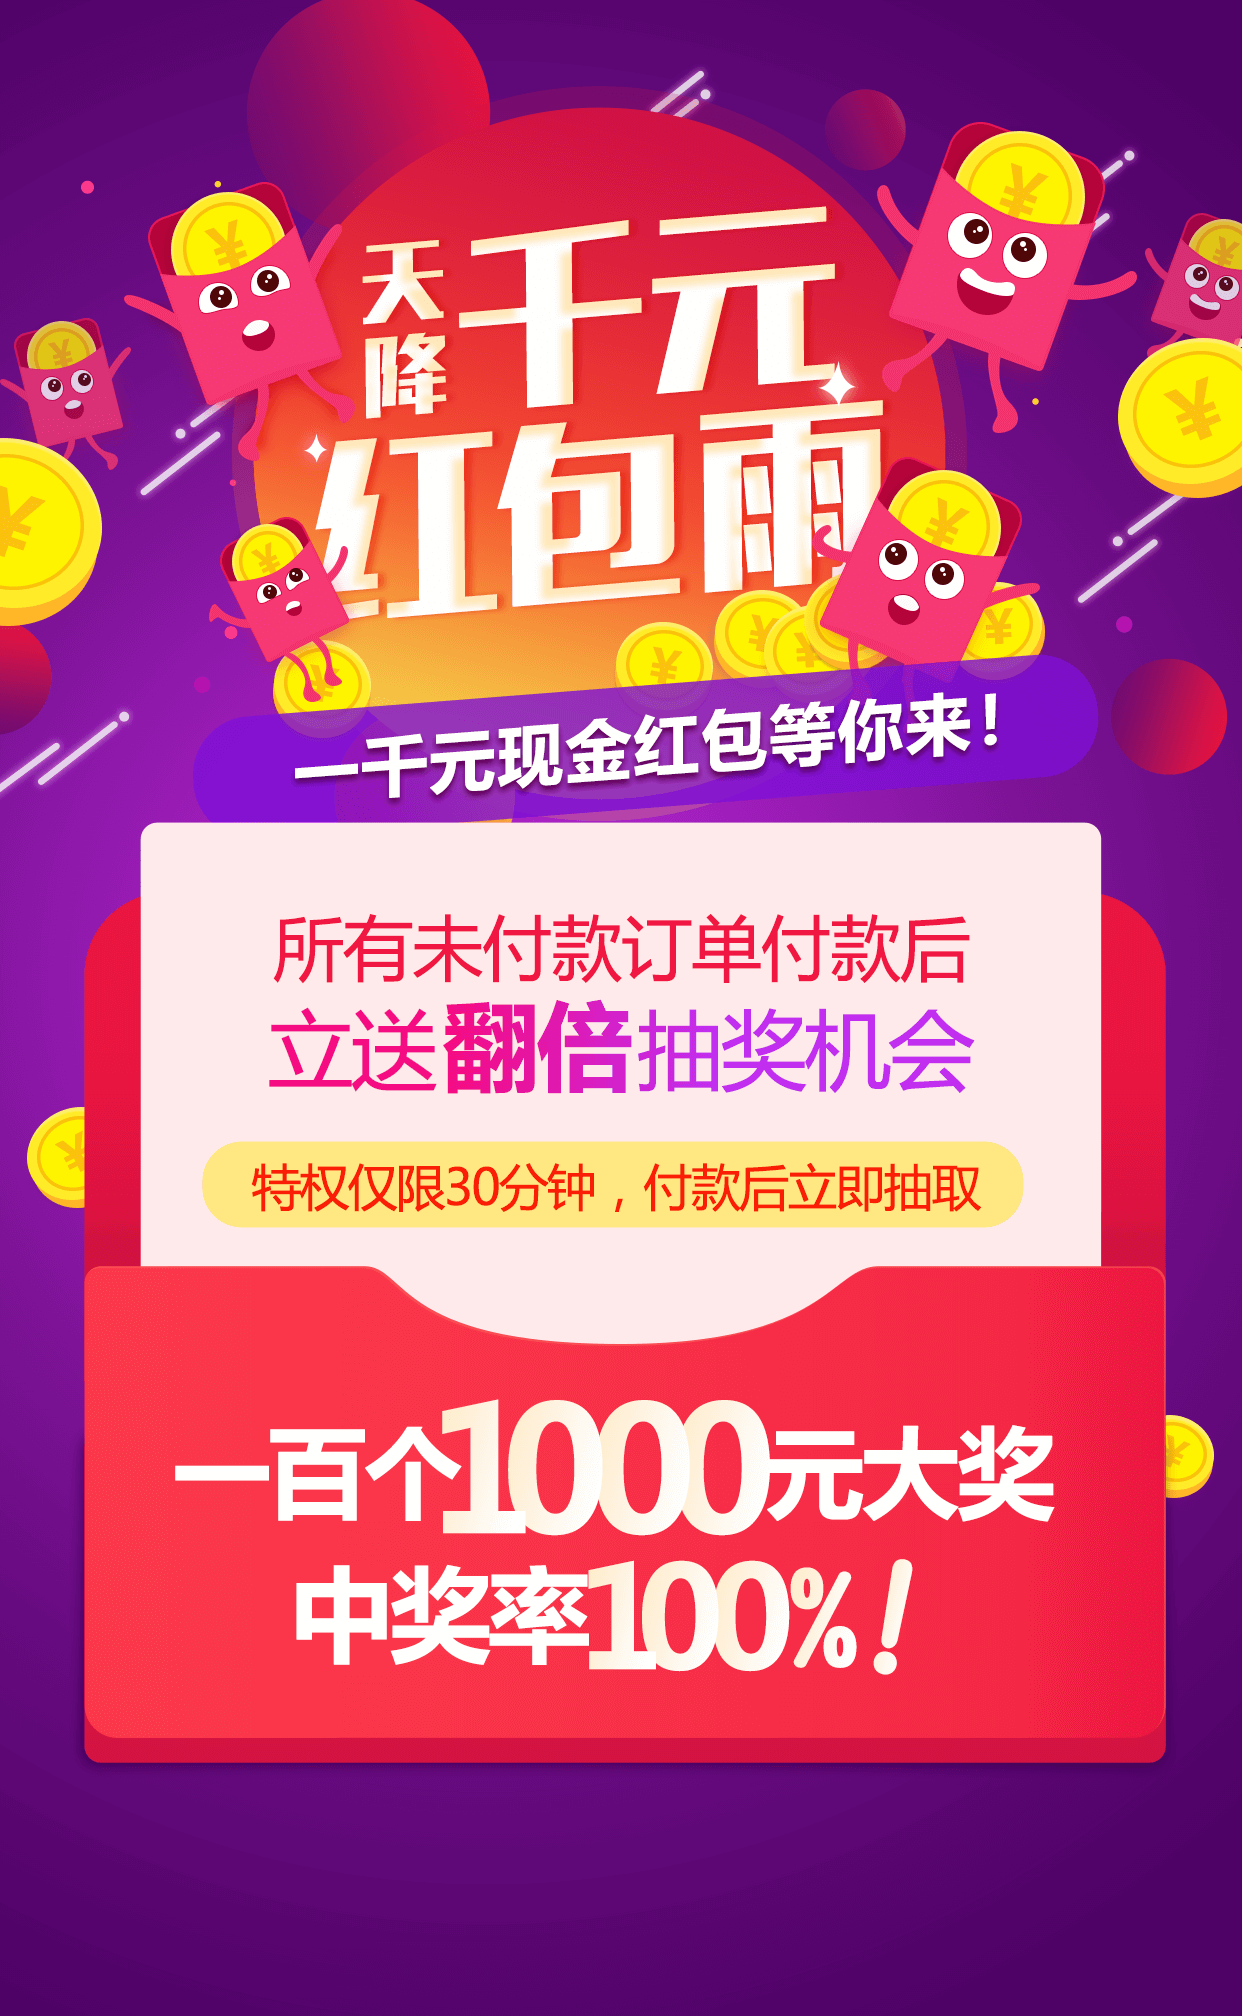 天降千元
红包雨
一千元现金红包等你来！
所有未付款订单付款后
立送翻倍抽奖机会
特权仅限30分钟，付款后立即抽取
一百个1000元大奖
中奖率100%！